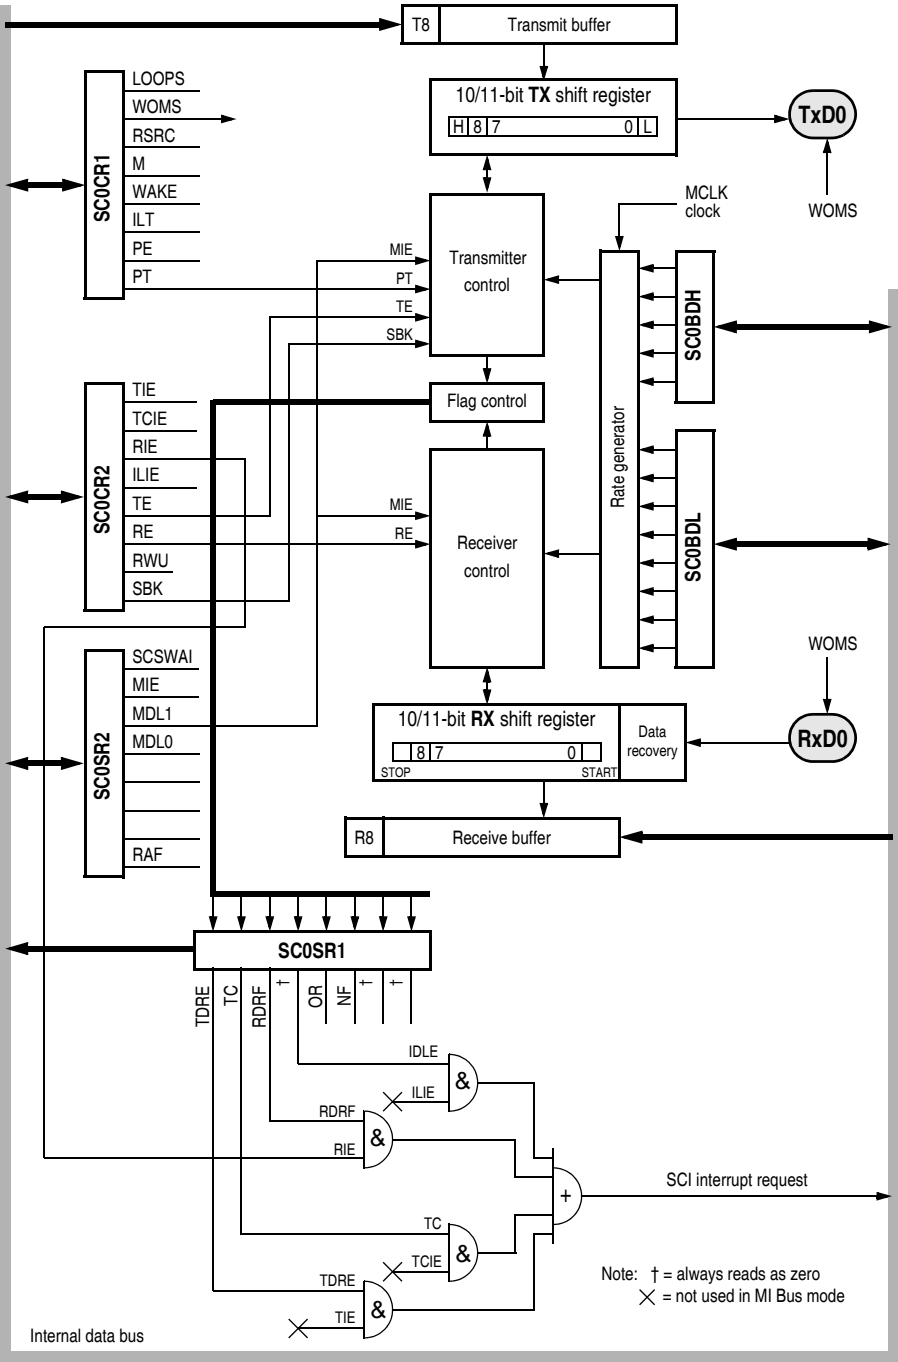 T8 Transmit buffer
10/11-bit TX shift register
H 8 7 0 L
TxD0
WOMS
SC0CR1
LOOPS
WOMS
RSRC
M
WAKE
ILT
PE
PT
MCLK
clock
MIE
PT
TE
SBK
Transmitter
control
SC0BDH
Flag control
Rate generator
SC0CR2
TIE
TCIE
RIE
ILIE
TE
RE
RWU
SBK
MIE
RE
Receiver
control
SC0BDL
SC0SR2
SCSWAI
MIE
MDL1
MDL0
RAF
WOMS
RxD0
10/11-bit RX shift register
8 7 0
STOP START
Data
recovery
R8 Receive buffer
SC0SR1
TDRE TC RDRF † OR NF † †
IDLE
ILIE
&
RDRF
RIE
&
SCI interrupt request
+
TC
TCIE
&
TDRE
TIE
&
Note: † = always reads as zero
= not used in MI Bus mode
Internal data bus